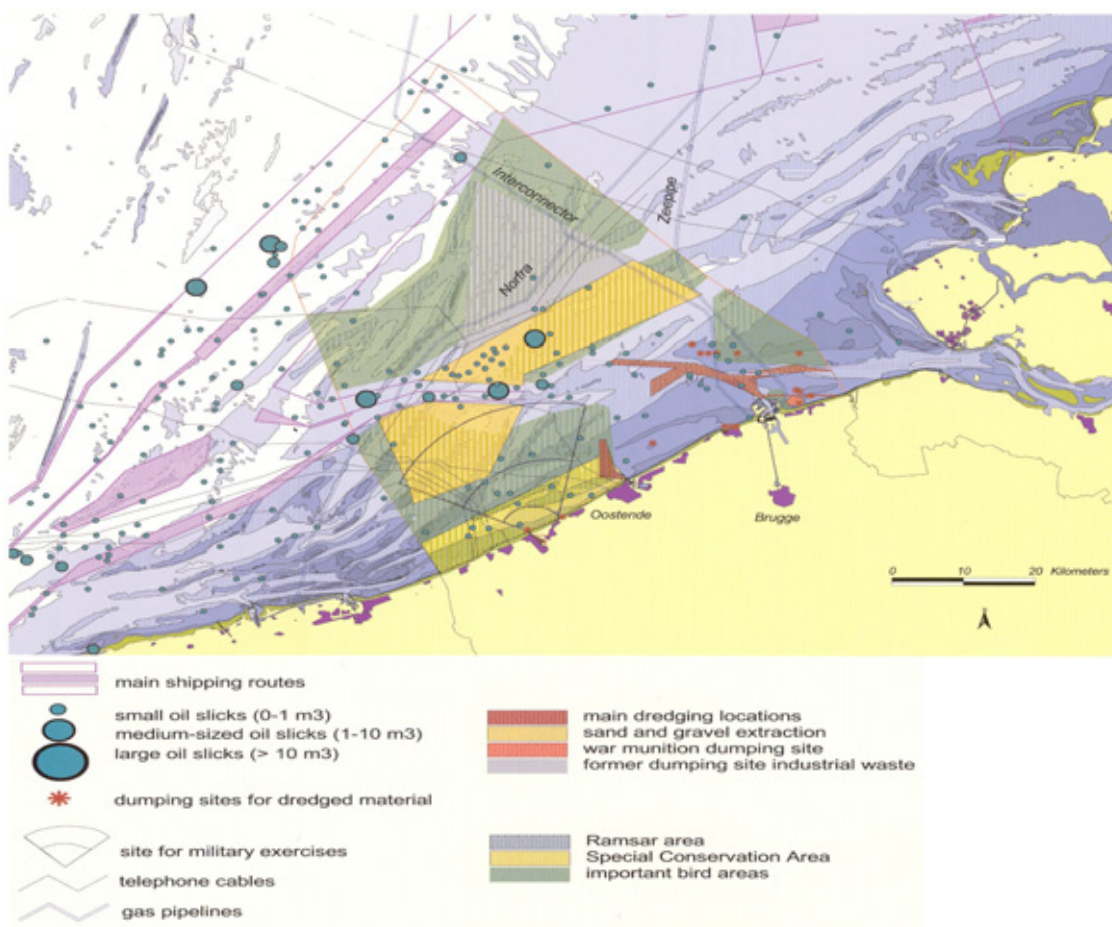 Interconnector
Zeepipe
Norfra
Oostende
Brugge
0 10 20 Kilometers
main shipping routes
small oil slicks (0-1 m3)
medium-sized oil slicks (1-10 m3)
large oil slicks (> 10 m3)
dumping sites for dredged material
site for military exercises
telephone cables
gas pipelines
main dredging locations
sand and gravel extraction
war munition dumping site
former dumping site industrial waste
Ramsar area
Special Conservation Area
important bird areas